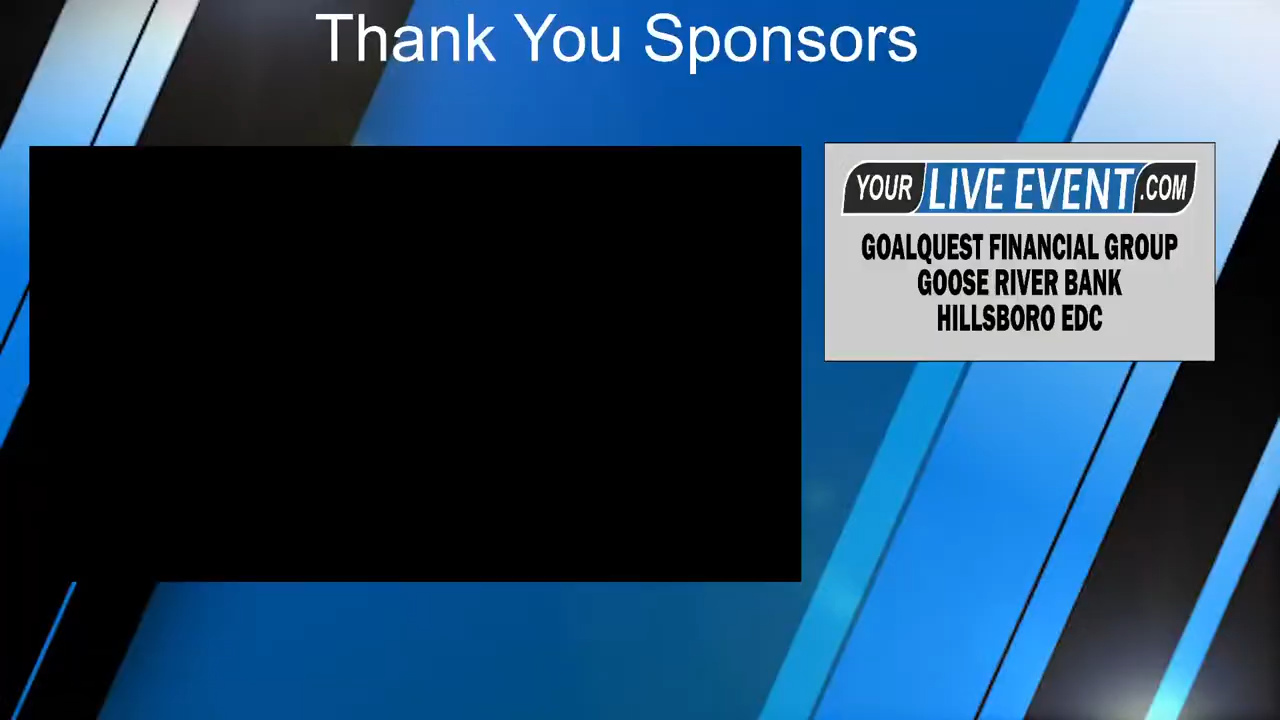 Thank You Sponsors
YOUR LIVE EVENT.COM
GOALQUEST FINANCIAL GROUP
GOOSE RIVER BANK
HILLSBORO EDC